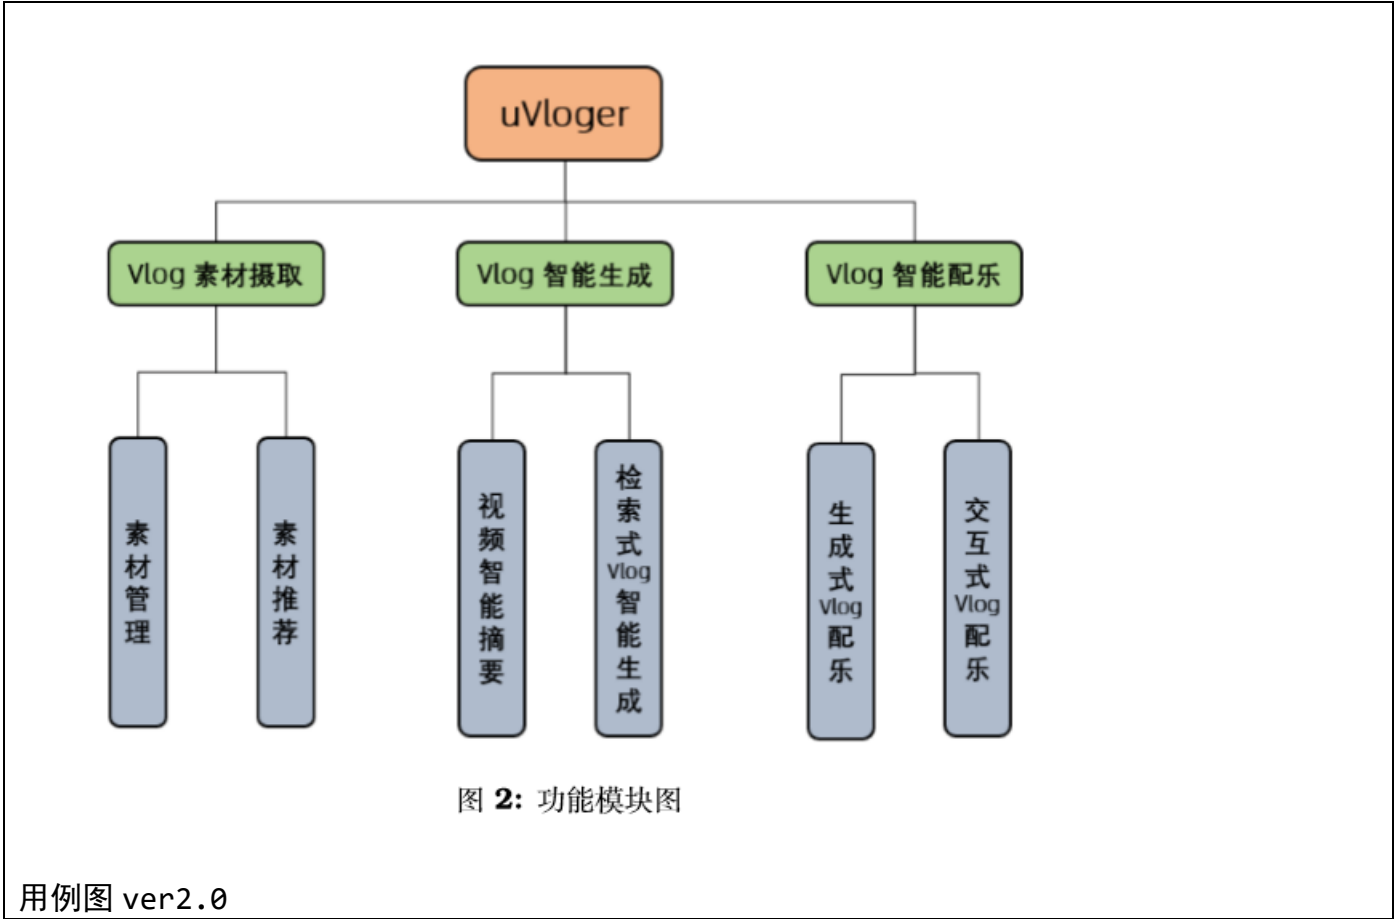 uVloger
Vlog 素材摄取
Vlog 智能生成
Vlog 智能配乐
素材管理
素材推荐
视频智能摘要
检索式Vlog智能生成
生成式Vlog配乐
交互式Vlog配乐
图 2: 功能模块图
用例图 ver2.0